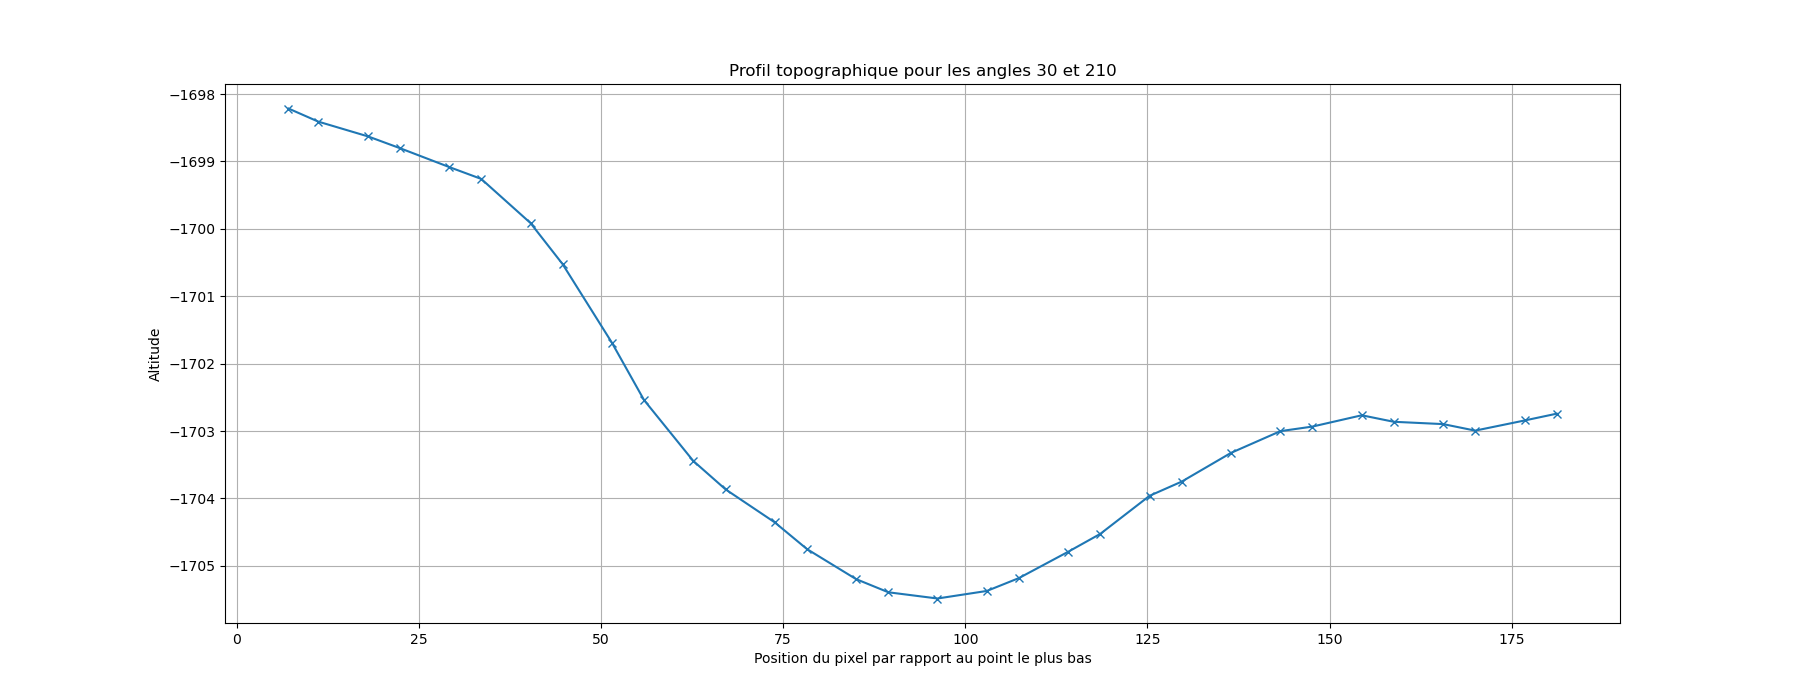 Profil topographique pour les angles 30 et 210
−1698
−1699
−1700
−1701
−1702
−1703
−1704
−1705
Altitude
0 25 50 75 100 125 150 175
Position du pixel par rapport au point le plus bas